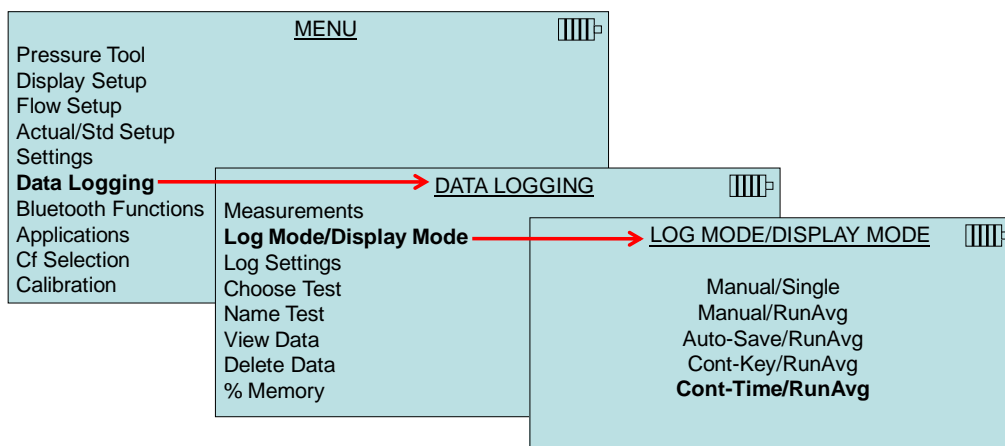 MENU
Pressure Tool
Display Setup
Flow Setup
Actual/Std Setup
Settings
Data Logging
Bluetooth Functions
Applications
Cf Selection
Calibration
DATA LOGGING
Measurements
Log Mode/Display Mode
Log Settings
Choose Test
Name Test
View Data
Delete Data
% Memory
LOG MODE/DISPLAY MODE
Manual/Single
Manual/RunAvg
Auto-Save/RunAvg
Cont-Key/RunAvg
Cont-Time/RunAvg